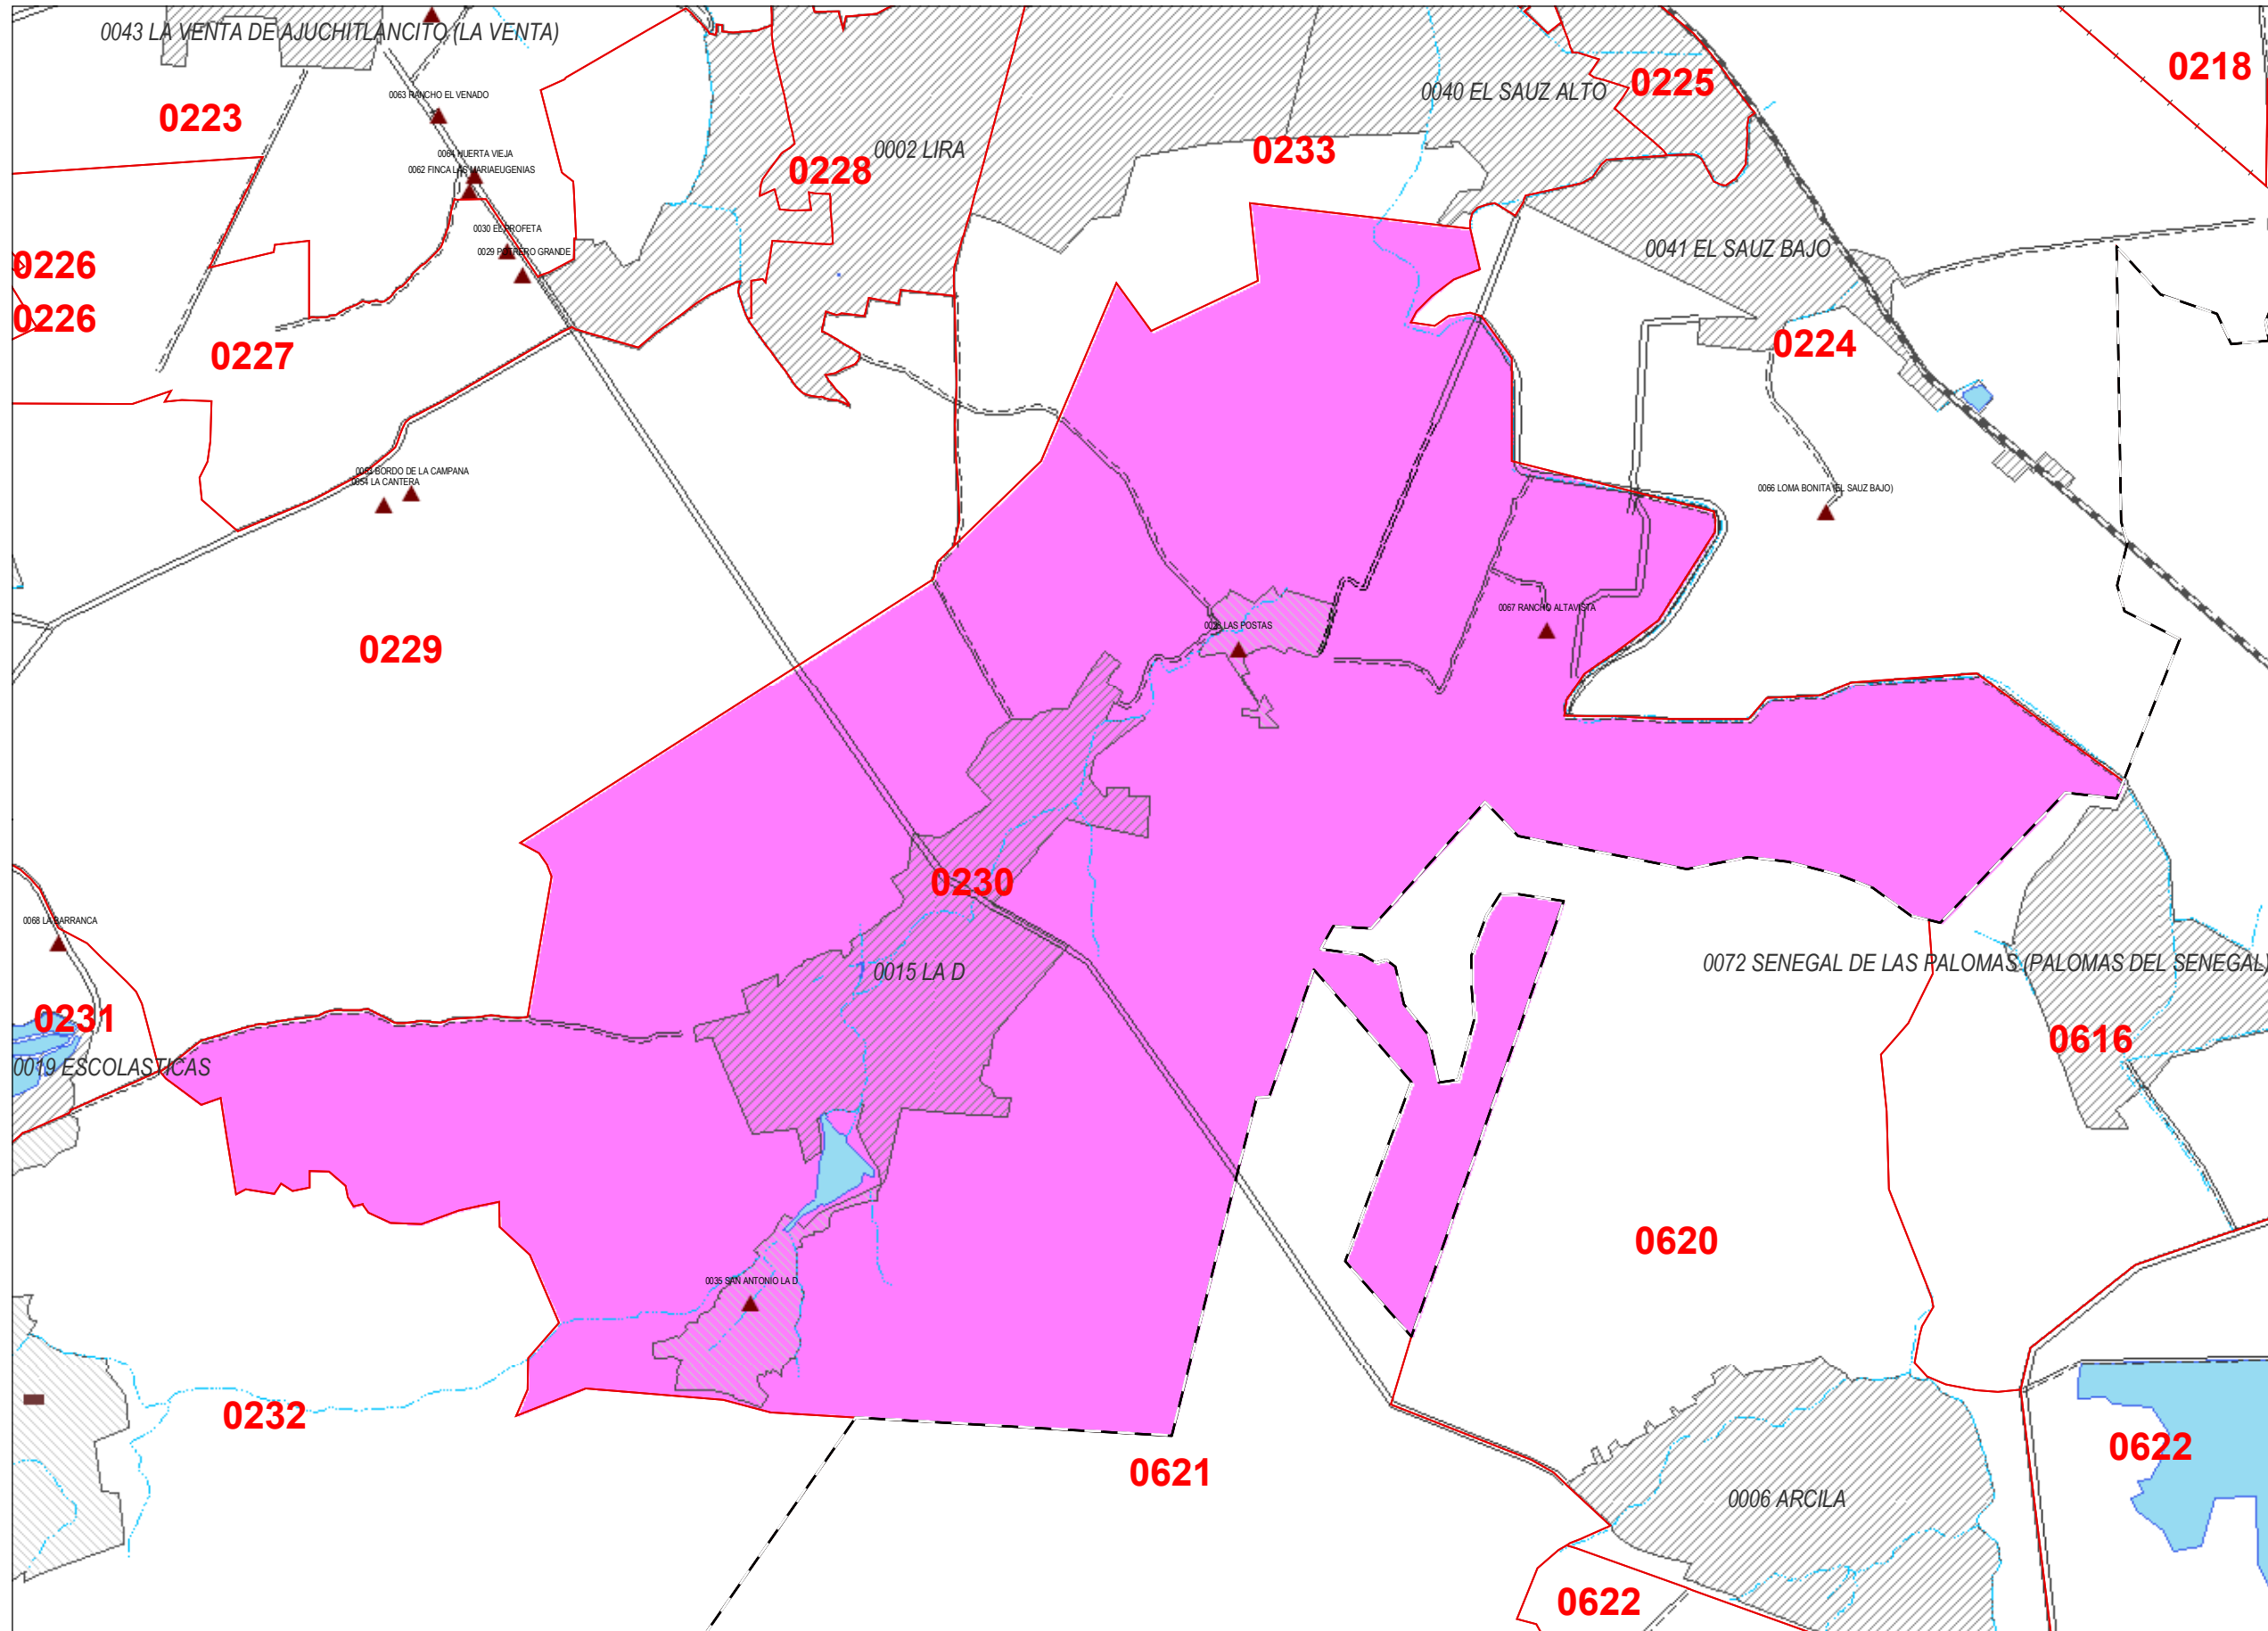 0043 LA VENTA DE AJUCHITLANCITO (LA VENTA)
0218
0225
0040 EL SAUZ ALTO
0063 RANCHO EL VENADO
0223
0002 LIRA
0233
0064 HUERTA VIEJA
0062 FINCA LAS MARIAEUGENIAS
0228
0030 EL PROFETA
0041 EL SAUZ BAJO
0029 POTRERO GRANDE
0226
0226
0227
0224
BORDO DE LA CAMPANA
0054 LA CANTERA
0066 LOMA BONITA (EL SAUZ BAJO)
0067 RANCHO ALTAVISTA
LAS POSTAS
0229
0230
0068 LA BARRANCA
0015 LA D
0072 SENEGAL DE LAS PALOMAS (PALOMAS DEL SENEGAL)
0231
0616
0019 ESCOLASTICAS
0620
0035 SAN ANTONIO LA D
0232
0622
0621
0006 ARCILA
0622